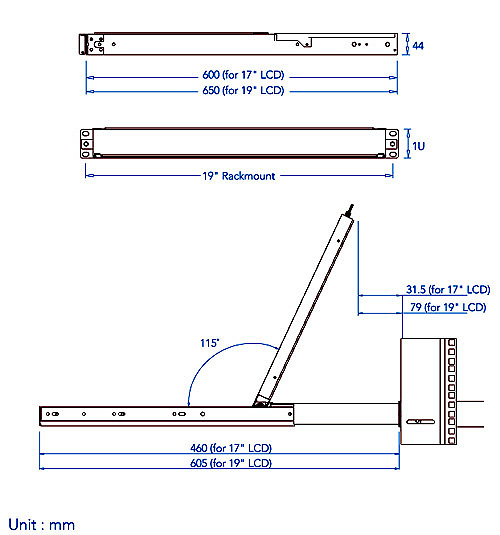 44
600 (for 17" LCD)
650 (for 19" LCD)
1U
19" Rackmount
31.5 (for 17" LCD)
79 (for 19" LCD)
115°
460 (for 17" LCD)
605 (for 19" LCD)
Unit : mm